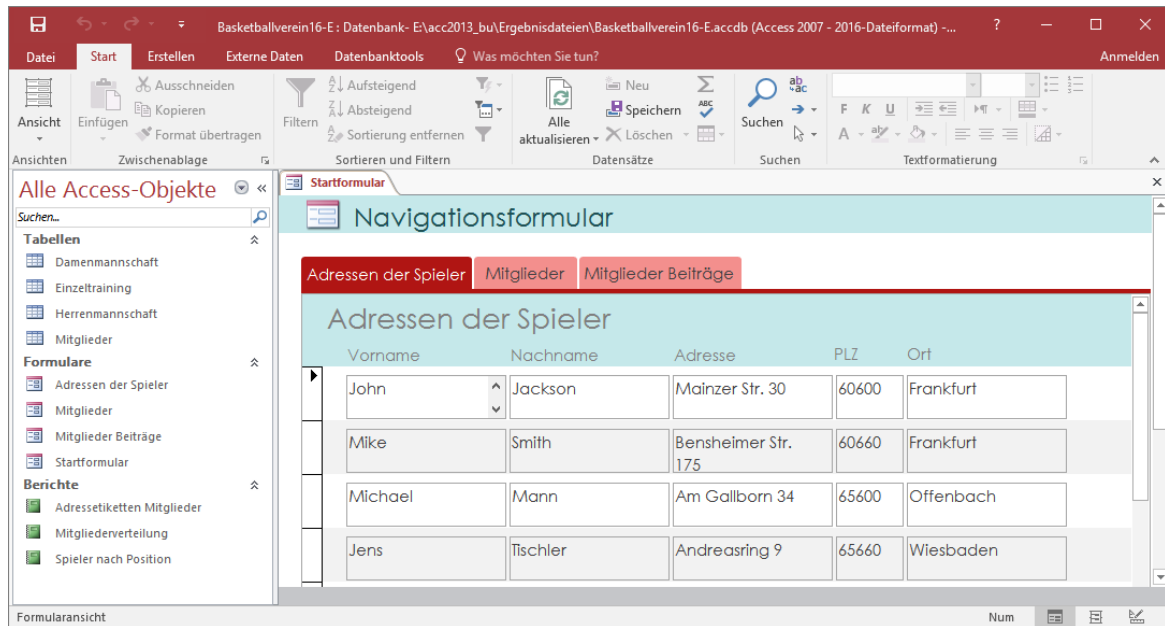 Basketballverein16-E : Datenbank- E:\acc2013_bu\Ergebnisdateien\Basketballverein16-E.accdb (Access 2007 - 2016-Dateiformat) -... ?
Datei Start Erstellen Externe Daten Datenbanktools Was möchten Sie tun? Anmelden
Ansicht
Einfügen
Ausschneiden
Kopieren
Format übertragen
Filtern
Aufsteigend
Absteigend
Sortierung entfernen
Alle
aktualisieren
Neu
Speichern
Löschen
ABC
Suchen
ab
ac
F K U
A ab
Ansichten Zwischenablage Sortieren und Filtern Datensätze Suchen Textformatierung
Alle Access-Objekte
Suchen...
Tabellen
Damenmannschaft
Einzeltraining
Herrenmannschaft
Mitglieder
Formulare
Adressen der Spieler
Mitglieder
Mitglieder Beiträge
Startformular
Berichte
Adressetiketten Mitglieder
Mitgliederverteilung
Spieler nach Position
Startformular
Navigationsformular
Adressen der Spieler Mitglieder Mitglieder Beiträge
Adressen der Spieler
Vorname Nachname Adresse PLZ Ort
John Jackson Mainzer Str. 30 60600 Frankfurt
Mike Smith Bensheimer Str. 60660 Frankfurt
175
Michael Mann Am Gallborn 34 65600 Offenbach
Jens Tischler Andreasring 9 65660 Wiesbaden
Formularansicht Num